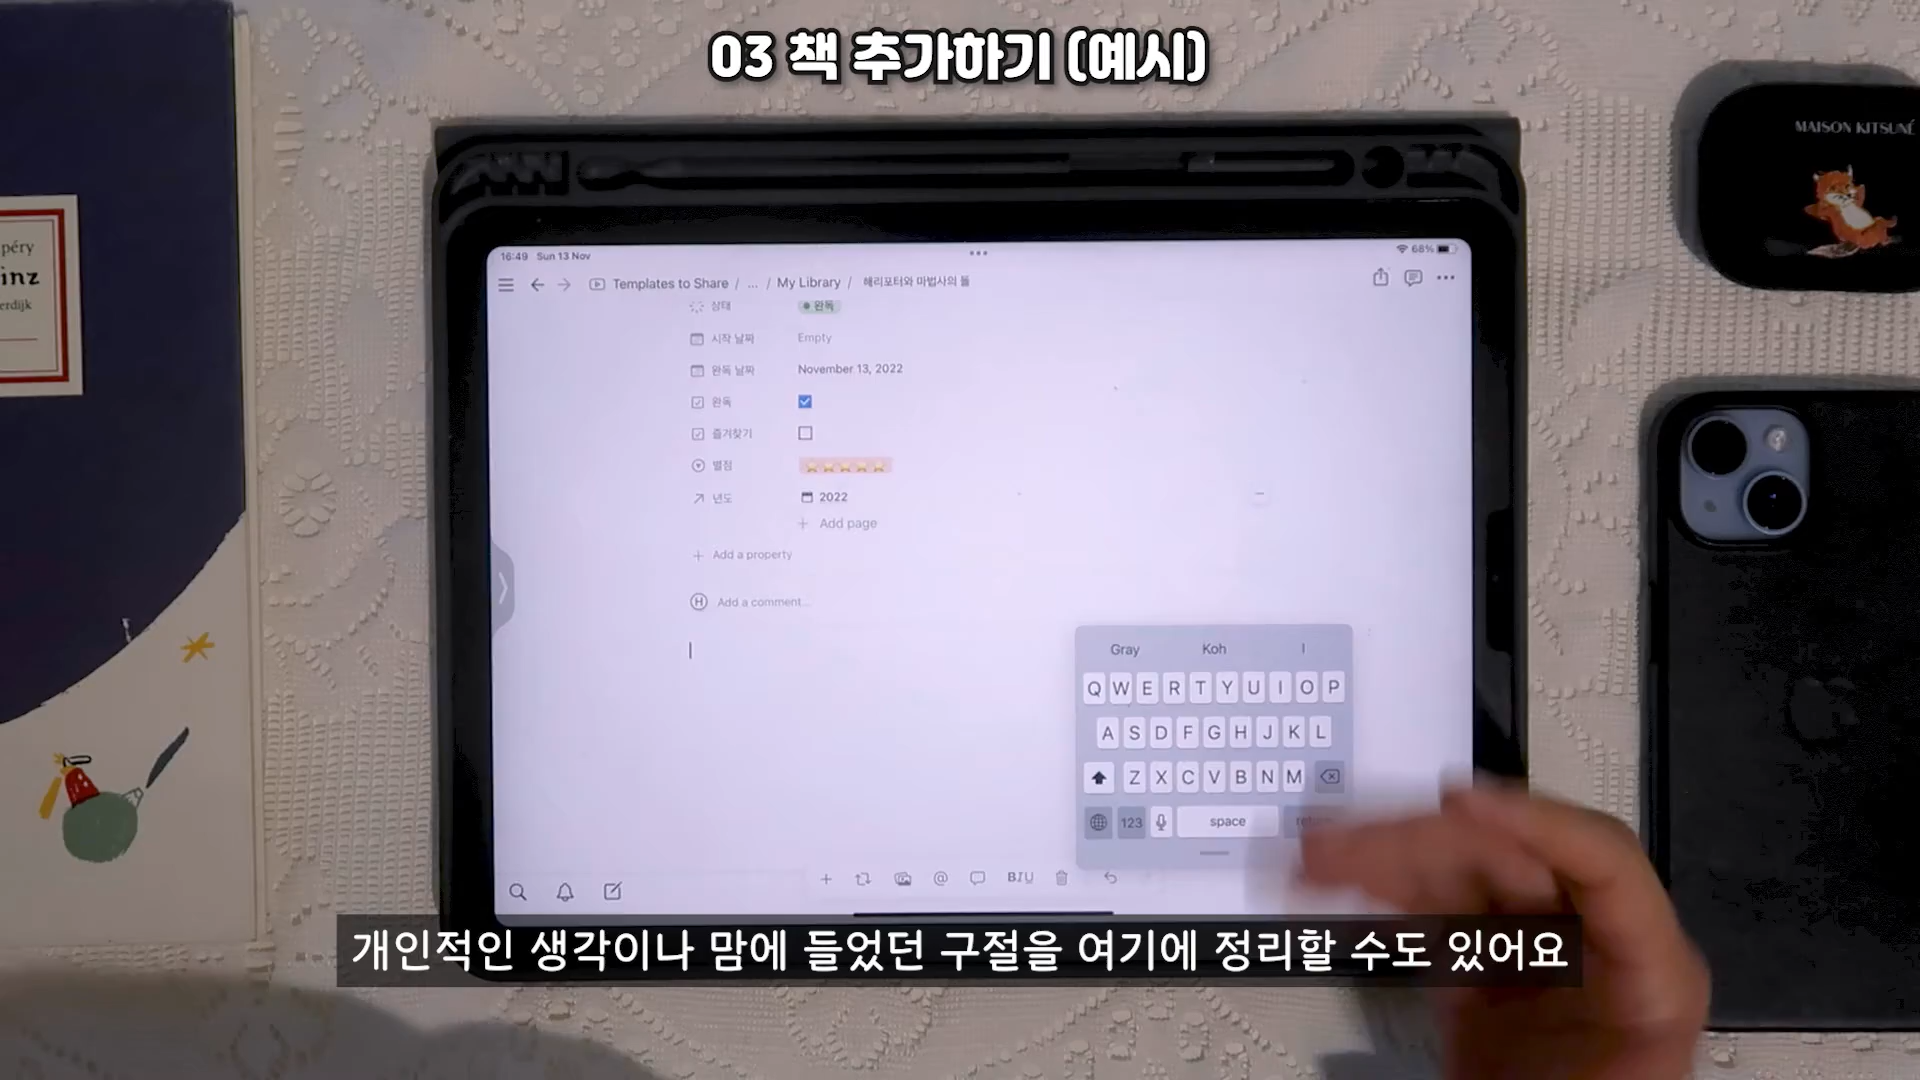 03 책 추가하기 (예시)
MAISON KITSUNÉ
péry
inz
erdijk
16:49 Sun 13 Nov
68%
Templates to Share / ... / My Library / 해리포터와 마법사의 돌
상태 완독
시작 날짜 Empty
완독 날짜 November 13, 2022
완독
즐겨찾기
별점
년도 2022
+ Add page
+ Add a property
H Add a comment...
Gray Koh I
Q W E R T Y U I O P
A S D F G H J K L
Z X C V B N M
123 space
BIU
개인적인 생각이나 맘에 들었던 구절을 여기에 정리할 수도 있어요